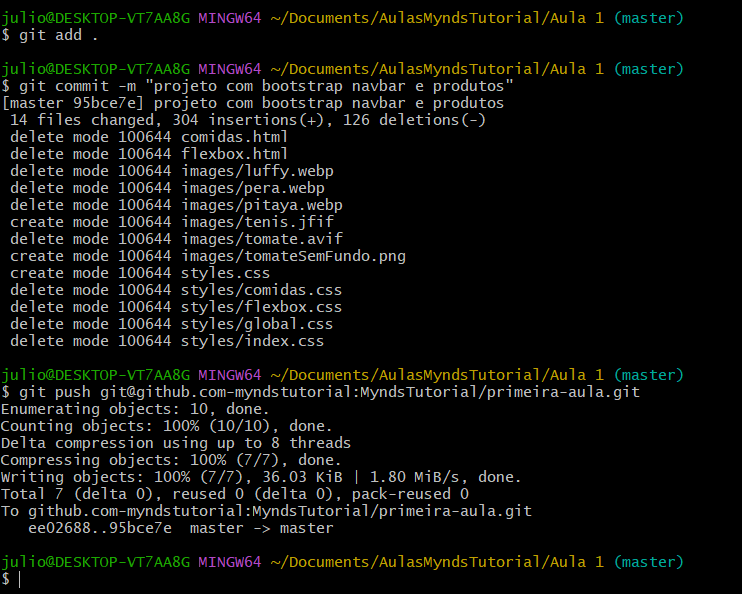 julio@DESKTOP-VT7AA8G MINGW64 ~/Documents/AulasMyndsTutorial/Aula 1 (master)
$ git add .
julio@DESKTOP-VT7AA8G MINGW64 ~/Documents/AulasMyndsTutorial/Aula 1 (master)
$ git commit -m "projeto com bootstrap navbar e produtos"
[master 95bce7e] projeto com bootstrap navbar e produtos
 14 files changed, 304 insertions(+), 126 deletions(-)
 delete mode 100644 comidas.html
 delete mode 100644 flexbox.html
 delete mode 100644 images/luffy.webp
 delete mode 100644 images/pera.webp
 delete mode 100644 images/pitaya.webp
 create mode 100644 images/tenis.jfif
 delete mode 100644 images/tomate.avif
 delete mode 100644 images/tomateSemFundo.png
 create mode 100644 styles.css
 delete mode 100644 styles/comidas.css
 delete mode 100644 styles/flexbox.css
 delete mode 100644 styles/global.css
 delete mode 100644 styles/index.css
julio@DESKTOP-VT7AA8G MINGW64 ~/Documents/AulasMyndsTutorial/Aula 1 (master)
$ git push git@github.com-myndstutorial:MyndsTutorial/primeira-aula.git
Enumerating objects: 10, done.
Counting objects: 100% (10/10), done.
Delta compression using up to 8 threads
Compressing objects: 100% (7/7), done.
Writing objects: 100% (7/7), 36.03 KiB | 1.80 MiB/s, done.
Total 7 (delta 0), reused 0 (delta 0), pack-reused 0
To github.com-myndstutorial:MyndsTutorial/primeira-aula.git
   ee02688..95bce7e  master -> master
julio@DESKTOP-VT7AA8G MINGW64 ~/Documents/AulasMyndsTutorial/Aula 1 (master)
$